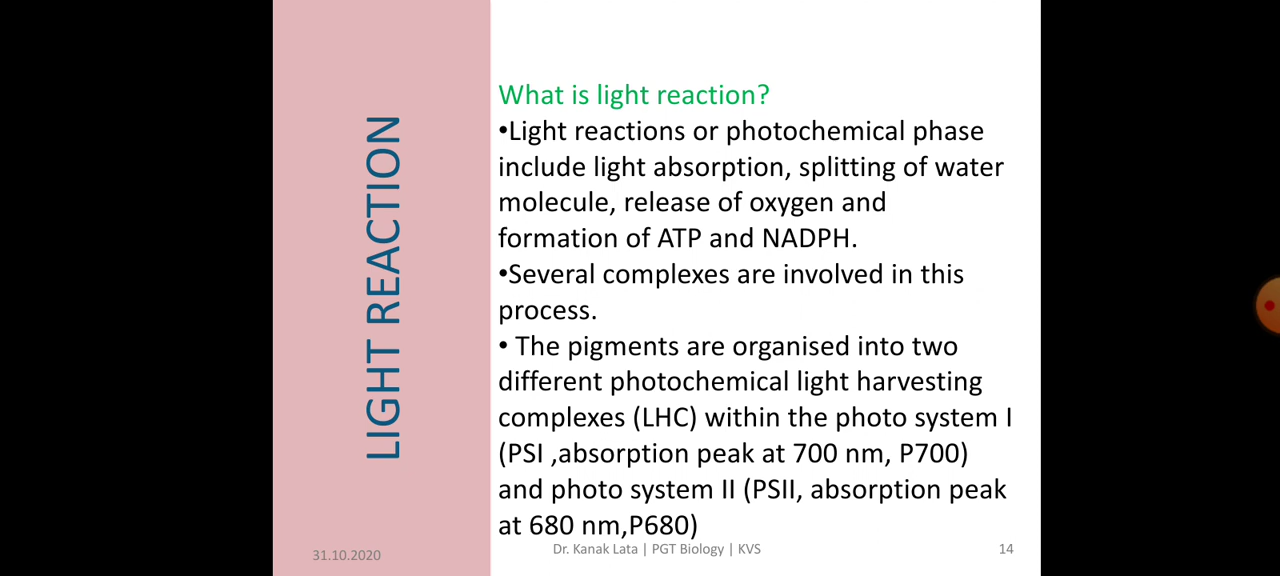 LIGHT REACTION
What is light reaction?
•Light reactions or photochemical phase
include light absorption, splitting of water
molecule, release of oxygen and
formation of ATP and NADPH.
•Several complexes are involved in this
process.
• The pigments are organised into two
different photochemical light harvesting
complexes (LHC) within the photo system I
(PSI ,absorption peak at 700 nm, P700)
and photo system II (PSII, absorption peak
at 680 nm,P680)
31.10.2020
Dr. Kanak Lata | PGT Biology | KVS
14